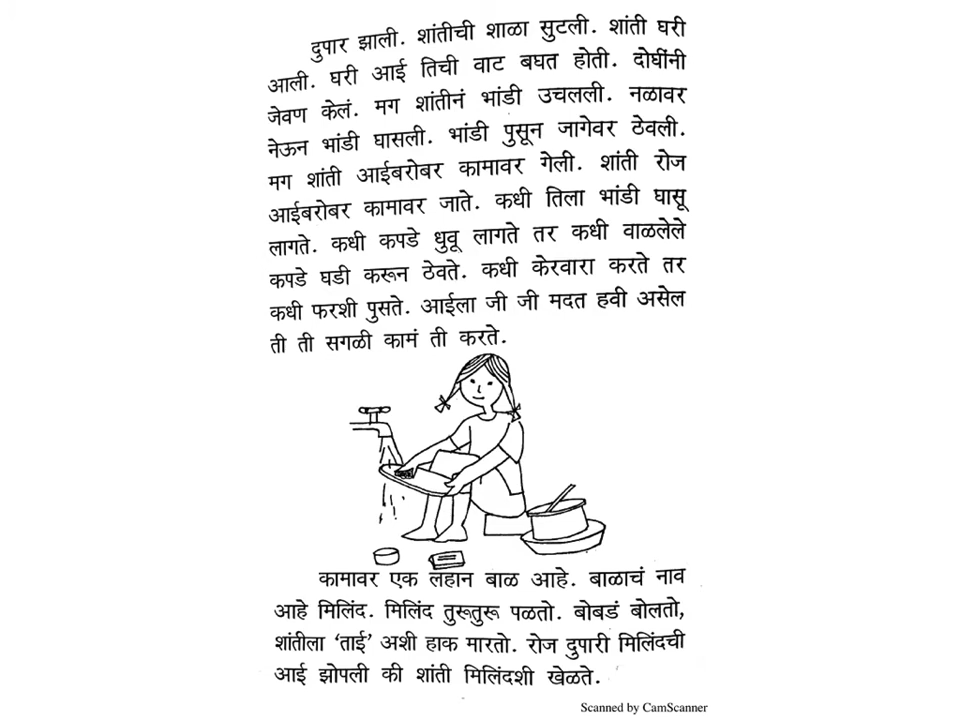 दुपार झाली. शांतीची शाळा सुटली. शांती घरी
आली. घरी आई तिची वाट बघत होती. दोघींनी
जेवण केलं. मग शांतीनं भांडी उचलली. नळावर
नेऊन भांडी घासली. भांडी पुसून जागेवर ठेवली.
मग शांती आईबरोबर कामावर गेली. शांती रोज
आईबरोबर कामावर जाते. कधी तिला भांडी घासू
लागते. कधी कपडे धुवू लागते तर कधी वाळलेले
कपडे घडी करून ठेवते. कधी केरवारा करते तर
कधी फरशी पुसते. आईला जी जी मदत हवी असेल
ती ती सगळी कामं ती करते.
कामावर एक लहान बाळ आहे. बाळाचं नाव
आहे मिलिंद. मिलिंद तुरूतुरू पळतो. बोबडं बोलतो,
शांतीला ‘ताई’ अशी हाक मारतो. रोज दुपारी मिलिंदची
आई झोपली की शांती मिलिंदशी खेळते.
Scanned by CamScanner